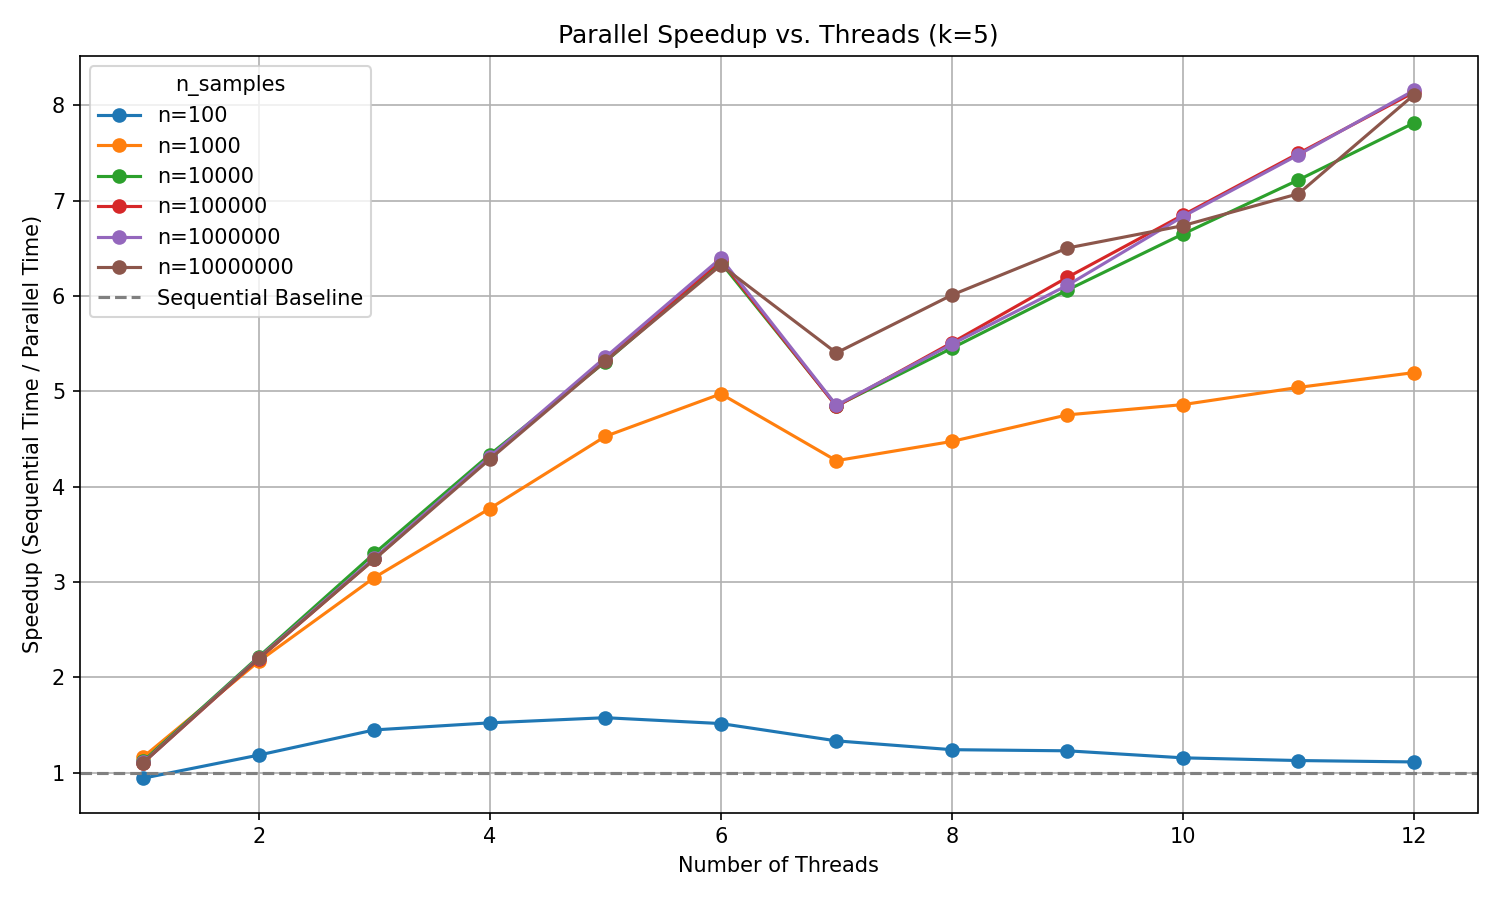 Parallel Speedup vs. Threads (k=5)
n_samples
n=100
n=1000
n=10000
n=100000
n=1000000
n=10000000
Sequential Baseline
Speedup (Sequential Time / Parallel Time)
8
7
6
5
4
3
2
1
2
4
6
8
10
12
Number of Threads